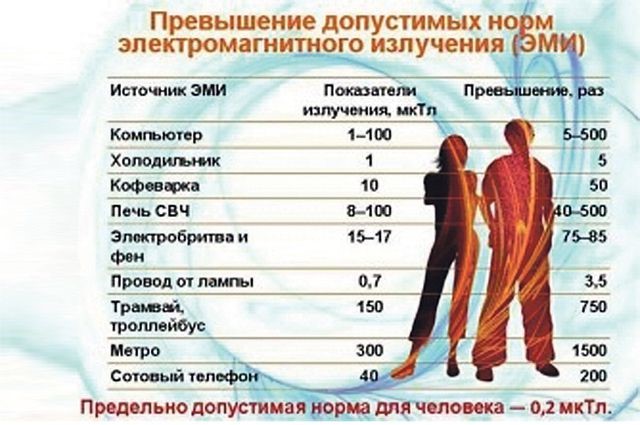 Превышение допустимых норм
электромагнитного излучения (ЭМИ)
Источник ЭМИ Показатели излучения, мкТл Превышение, раз
Компьютер 1–100 5–500
Холодильник 1 5
Кофеварка 10 50
Печь СВЧ 8–100 40–500
Электробритва и фен 15–17 75–85
Провод от лампы 0,7 3,5
Трамвай, троллейбус 150 750
Метро 300 1500
Сотовый телефон 40 200
Предельно допустимая норма для человека — 0,2 мкТл.